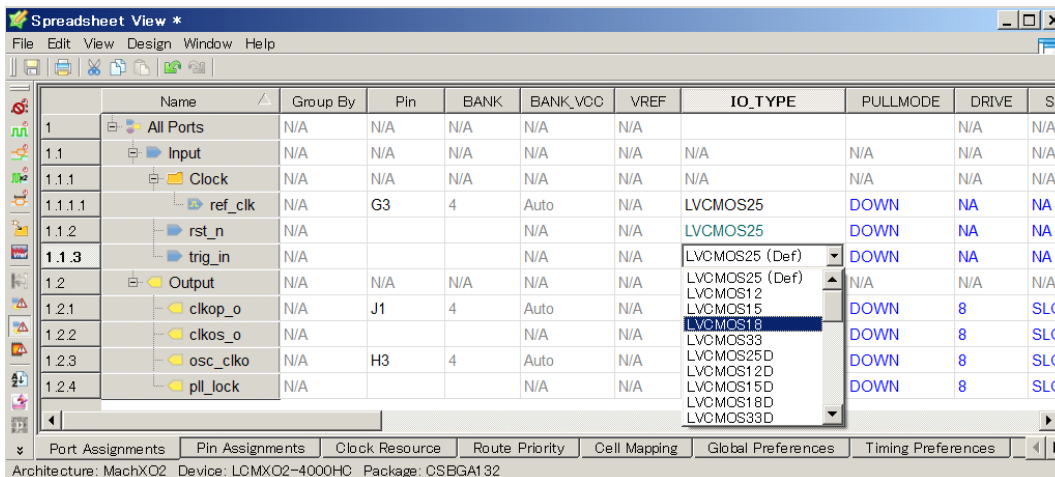 Spreadsheet View *
File Edit View Design Window Help
Name Group By Pin BANK BANK_VCC VREF IO_TYPE PULLMODE DRIVE S
1 All Ports N/A N/A N/A N/A N/A N/A N/A
1.1 Input N/A N/A N/A N/A N/A N/A N/A N/A N/A
1.1.1 Clock N/A N/A N/A N/A N/A N/A N/A N/A N/A
1.1.1.1 ref_clk N/A G3 4 Auto N/A LVCMOS25 DOWN NA NA
1.1.2 rst_n N/A N/A N/A LVCMOS25 DOWN NA NA
1.1.3 trig_in N/A N/A N/A LVCMOS25 (Def) DOWN NA NA
1.2 Output N/A N/A N/A N/A N/A LVCMOS25 (Def) N/A N/A N/A
LVCMOS12
1.2.1 clkop_o N/A J1 4 Auto N/A LVCMOS15 DOWN 8 SLO
LVCMOS18
1.2.2 clkos_o N/A N/A N/A LVCMOS33 DOWN 8 SLO
LVCMOS25D
1.2.3 osc_clko N/A H3 4 Auto N/A LVCMOS12D DOWN 8 SLO
LVCMOS15D
1.2.4 pll_lock N/A N/A N/A LVCMOS18D DOWN 8 SLO
LVCMOS33D
Port Assignments Pin Assignments Clock Resource Route Priority Cell Mapping Global Preferences Timing Preferences
Architecture: MachXO2 Device: LCMXO2-4000HC Package: CSBGA132